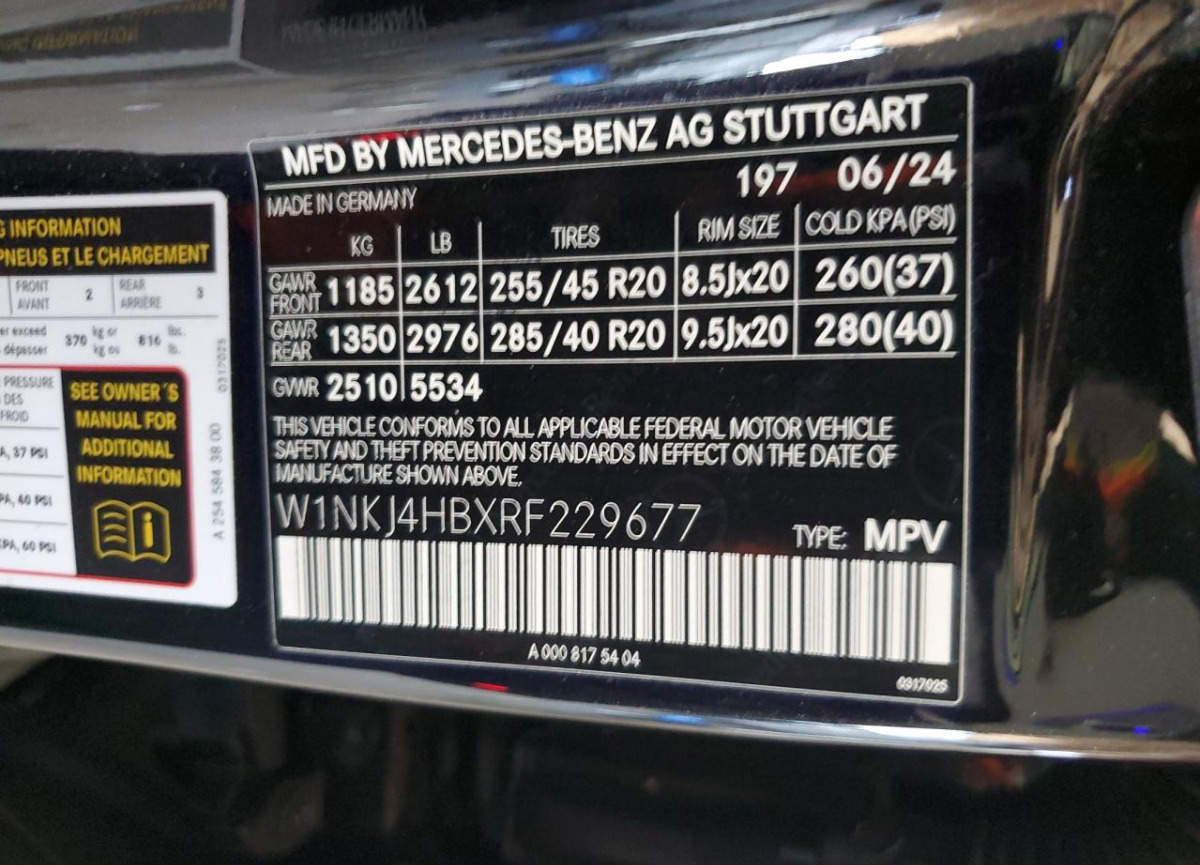 G INFORMATION
PNEUS ET LE CHARGEMENT
FRONT 2 REAR 3
AVANT ARRIÈRE
er exceed 370 kg or 816 lbs.
dépasser kg ou lb.
PRESSURE
DES
FROID
SEE OWNER´S
MANUAL FOR
ADDITIONAL
INFORMATION
A, 37 PSI
PA, 40 PSI
KPA, 60 PSI
0317025
A 254 584 38 00
MFD BY MERCEDES-BENZ AG STUTTGART
197 06/24
MADE IN GERMANY
KG LB TIRES RIM SIZE COLD KPA(PSI)
GAWR FRONT 1185 2612 255/45 R20 8.5Jx20 260(37)
GAWR REAR 1350 2976 285/40 R20 9.5Jx20 280(40)
GVWR 2510 5534
THIS VEHICLE CONFORMS TO ALL APPLICABLE FEDERAL MOTOR VEHICLE
SAFETY AND THEFT PREVENTION STANDARDS IN EFFECT ON THE DATE OF
MANUFACTURE SHOWN ABOVE.
W1NKJ4HBXRF229677 TYPE: MPV
A 000 817 54 04
0317025